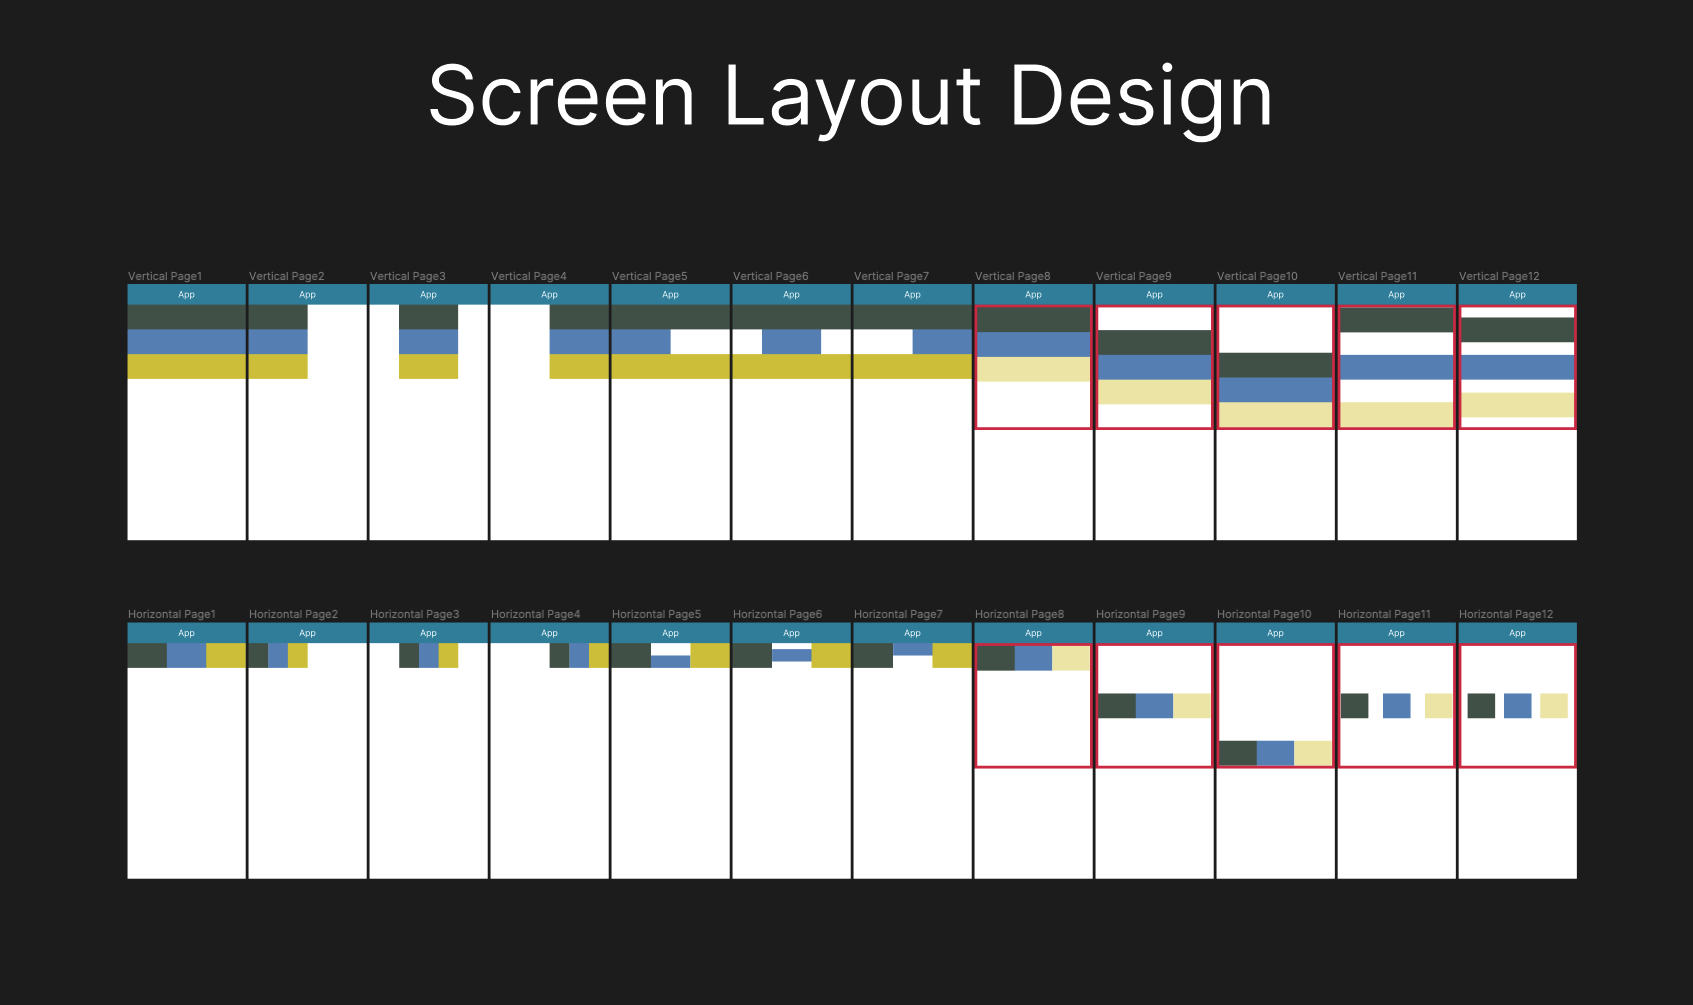 Screen Layout Design
Vertical Page1 Vertical Page2 Vertical Page3 Vertical Page4 Vertical Page5 Vertical Page6 Vertical Page7 Vertical Page8 Vertical Page9 Vertical Page10 Vertical Page11 Vertical Page12
App App App App App App App App App App App App
Horizontal Page1 Horizontal Page2 Horizontal Page3 Horizontal Page4 Horizontal Page5 Horizontal Page6 Horizontal Page7 Horizontal Page8 Horizontal Page9 Horizontal Page10 Horizontal Page11 Horizontal Page12
App App App App App App App App App App App App